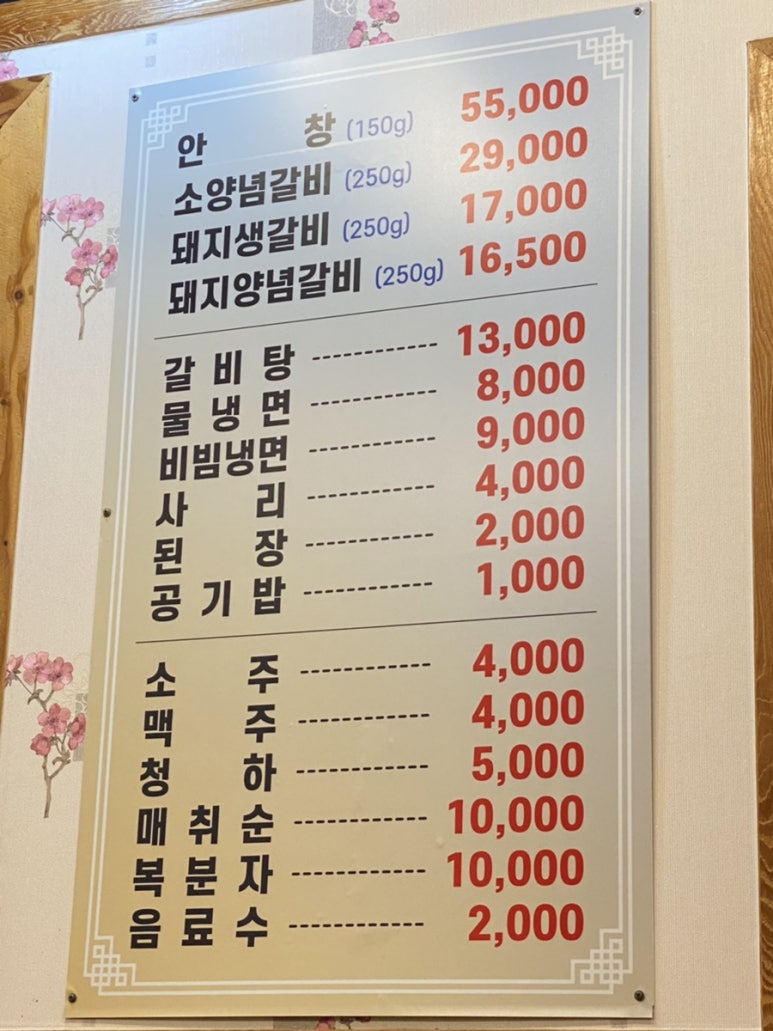 안 창 (150g) 55,000
소양념갈비 (250g) 29,000
돼지생갈비 (250g) 17,000
돼지양념갈비 (250g) 16,500
갈비탕 ------------ 13,000
물냉면 ------------ 8,000
비빔냉면 ------------ 9,000
사 리 ------------ 4,000
된 장 ------------ 2,000
공기밥 ------------ 1,000
소 주 ------------ 4,000
맥 주 ------------ 4,000
청 하 ------------ 5,000
매취순 ------------ 10,000
복분자 ------------ 10,000
음료수 ------------ 2,000